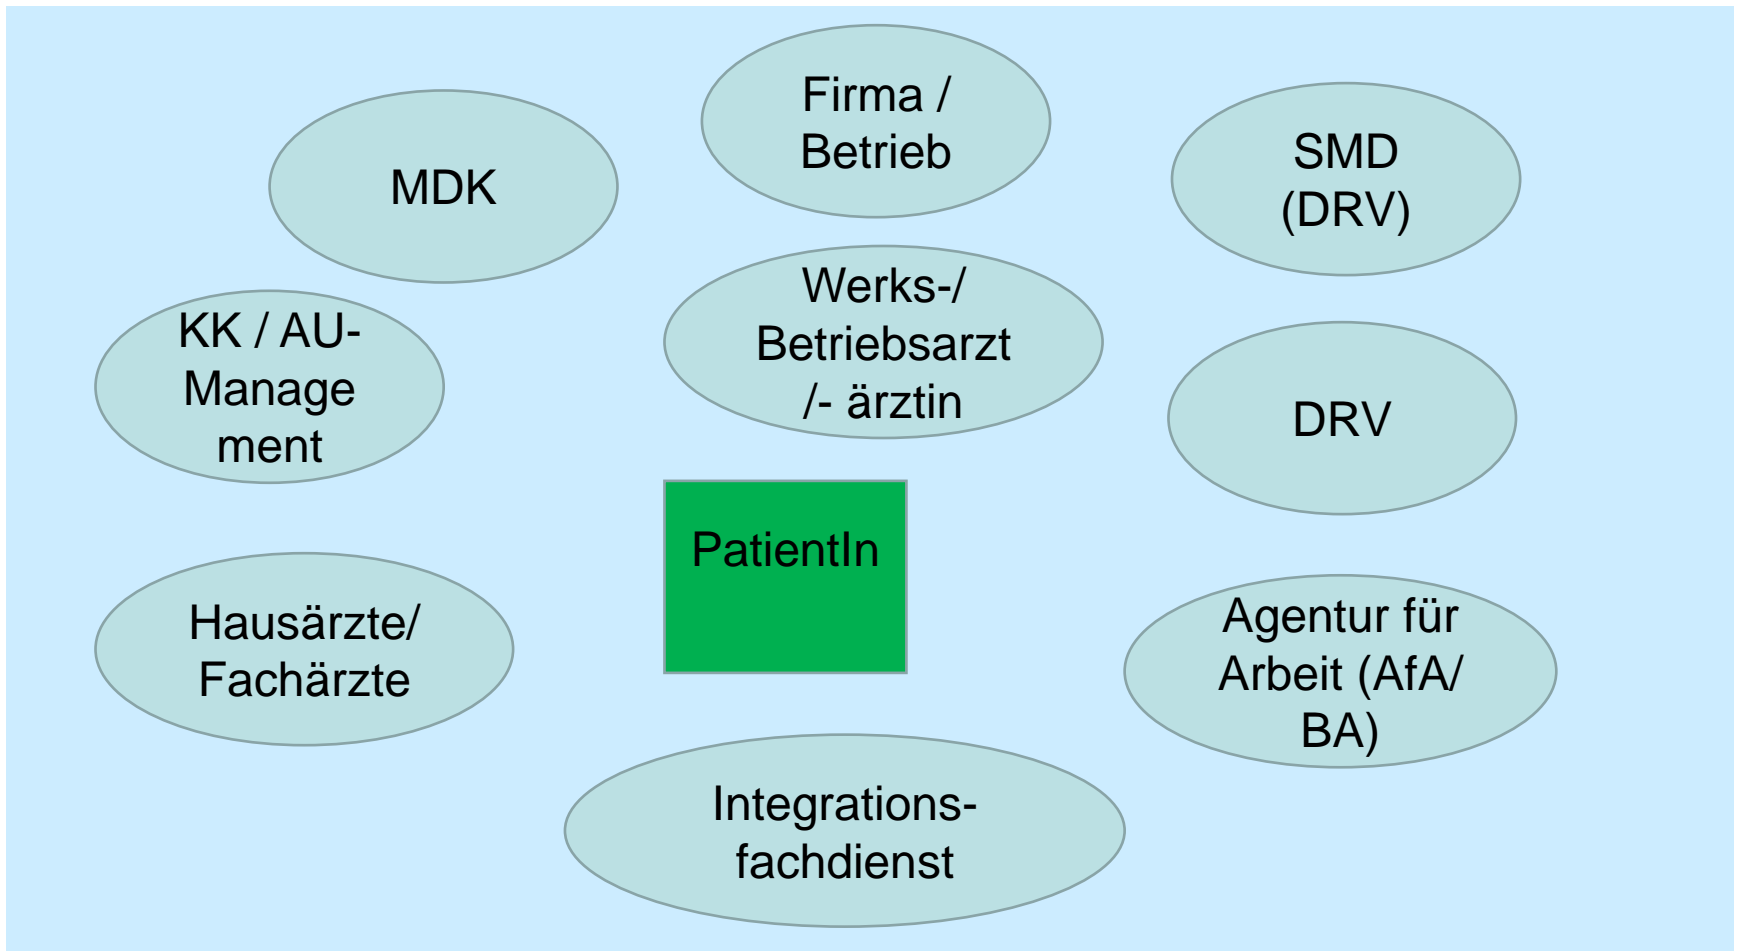 Firma /
Betrieb
MDK
SMD
(DRV)
Werks-/
Betriebsarzt
/- ärztin
KK / AU-
Manage
ment
DRV
PatientIn
Hausärzte/
Fachärzte
Agentur für
Arbeit (AfA/
BA)
Integrations-
fachdienst